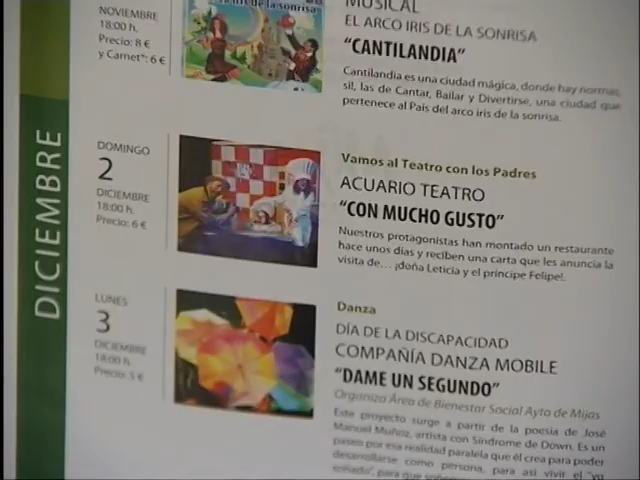 NOVIEMBRE
18:00 h.
Precio: 8 €
y Carnet*: 6 €
MUSICAL
EL ARCO IRIS DE LA SONRISA
“CANTILANDIA”
Cantilandia es una ciudad mágica, donde hay normas,
sil, las de Cantar, Bailar y Divertirse, una ciudad que
pertenece al País del arco iris de la sonrisa.
DICIEMBRE
DOMINGO
2
DICIEMBRE
18:00 h.
Precio: 6 €
Vamos al Teatro con los Padres
ACUARIO TEATRO
“CON MUCHO GUSTO”
Nuestros protagonistas han montado un restaurante
hace unos días y reciben una carta que les anuncia la
visita de... ¡doña Leticia y el príncipe Felipe!.
LUNES
3
DICIEMBRE
18:00 h.
Precio: 5 €
Danza
DÍA DE LA DISCAPACIDAD
COMPAÑÍA DANZA MOBILE
“DAME UN SEGUNDO”
Organiza Área de Bienestar Social Ayto de Mijas
Este proyecto surge a partir de la poesía de José
Manuel Muñoz, artista con Síndrome de Down. Es un
paseo por esa realidad paralela que él crea para poder
desarrollarse como persona, para así vivir el "yo
soñado", para que